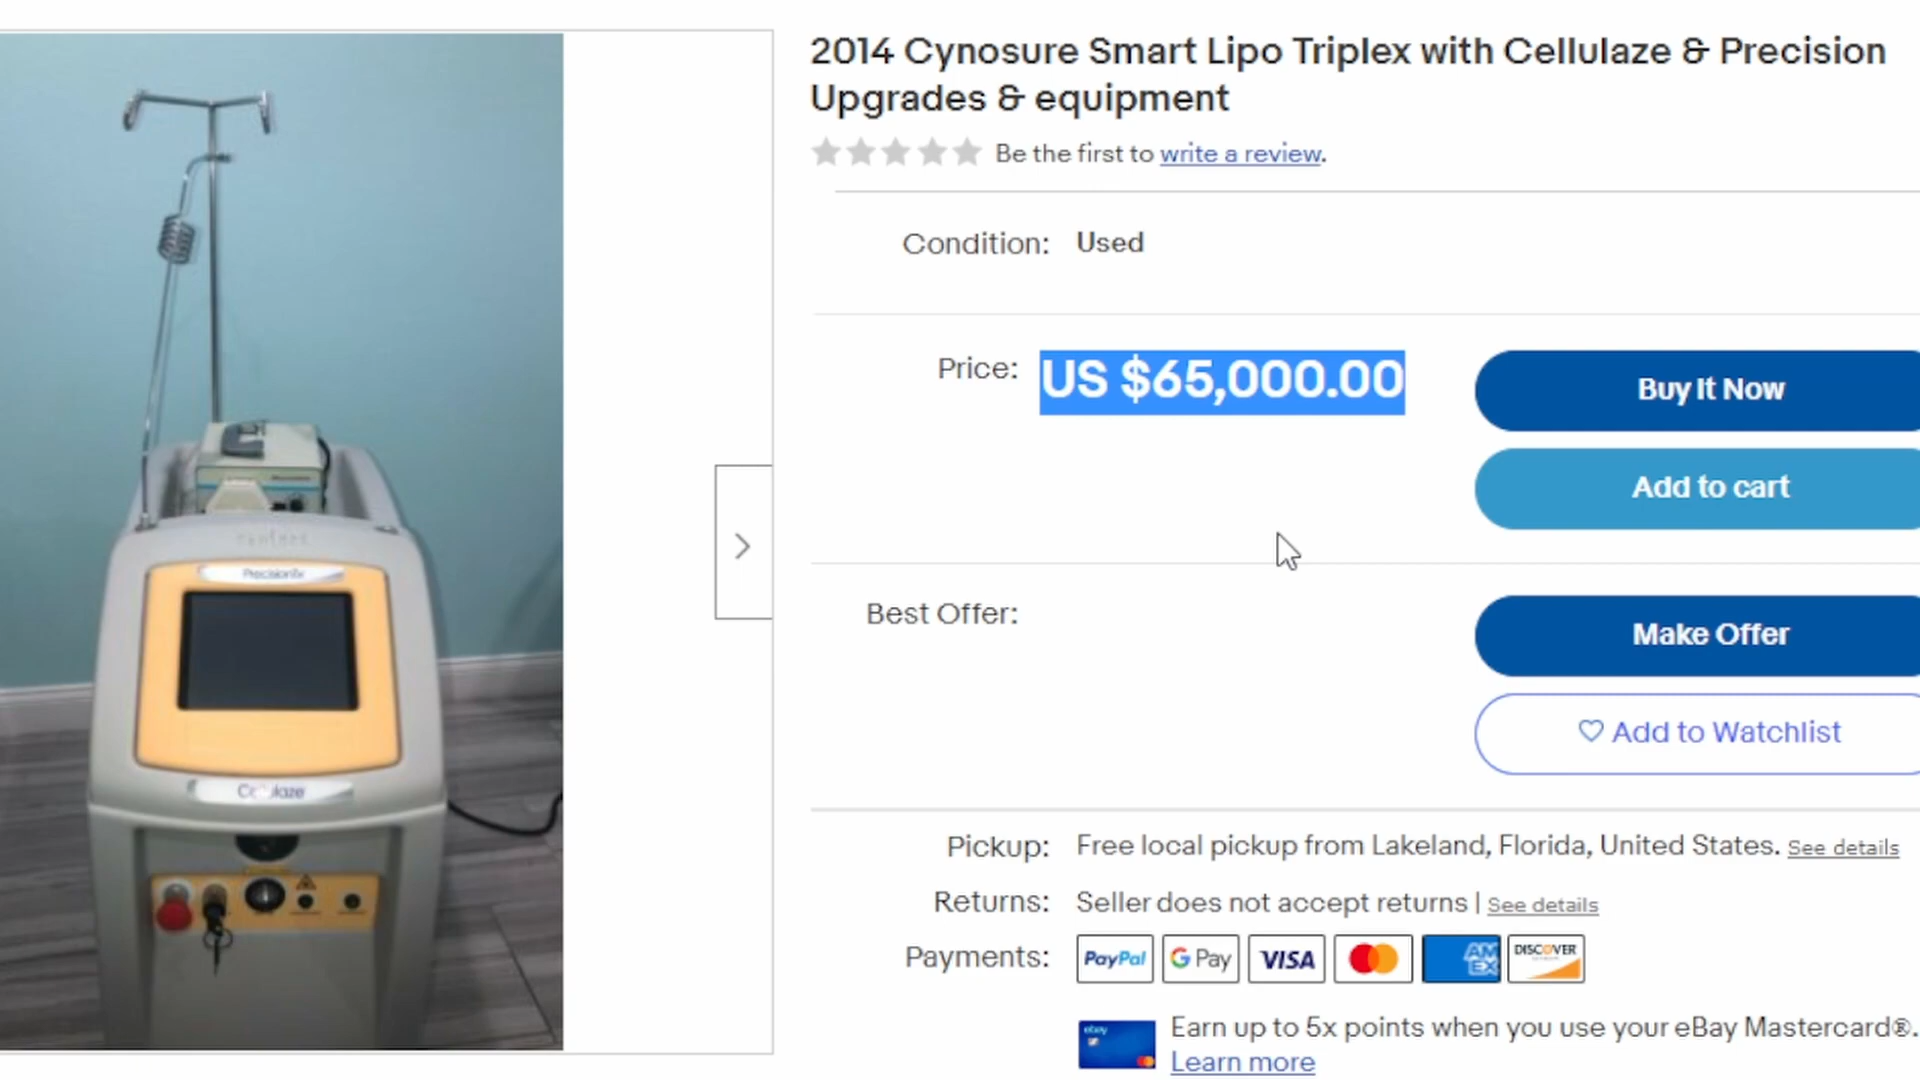 2014 Cynosure Smart Lipo Triplex with Cellulaze & Precision
Upgrades & equipment
Be the first to write a review.
Condition: Used
Price: US $65,000.00
Buy It Now
Add to cart
Best Offer:
Make Offer
Add to Watchlist
Pickup: Free local pickup from Lakeland, Florida, United States. See details
Returns: Seller does not accept returns | See details
Payments: PayPal G Pay VISA AM EX DISCOVER
ebay
Earn up to 5x points when you use your eBay Mastercard®.
Learn more